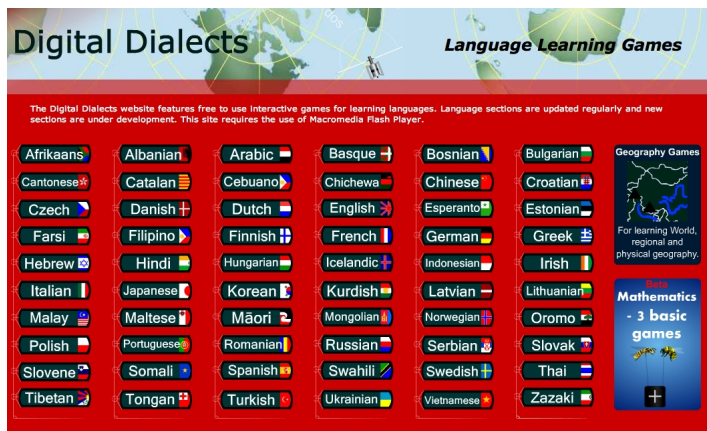 Digital Dialects
Language Learning Games
The Digital Dialects website features free to use interactive games for learning languages. Language sections are updated regularly and new
sections are under development. This site requires the use of Macromedia Flash Player.
Afrikaans Albanian Arabic Basque Bosnian Bulgarian
Cantonese Catalan Cebuano Chichewa Chinese Croatian
Czech Danish Dutch English Esperanto Estonian
Farsi Filipino Finnish French German Greek
Hebrew Hindi Hungarian Icelandic Indonesian Irish
Italian Japanese Korean Kurdish Latvian Lithuanian
Malay Maltese Māori Mongolian Norwegian Oromo
Polish Portuguese Romanian Russian Serbian Slovak
Slovene Somali Spanish Swahili Swedish Thai
Tibetan Tongan Turkish Ukrainian Vietnamese Zazaki
Geography Games
For learning World,
regional and
physical geography.
Beta
Mathematics
- 3 basic
games
+